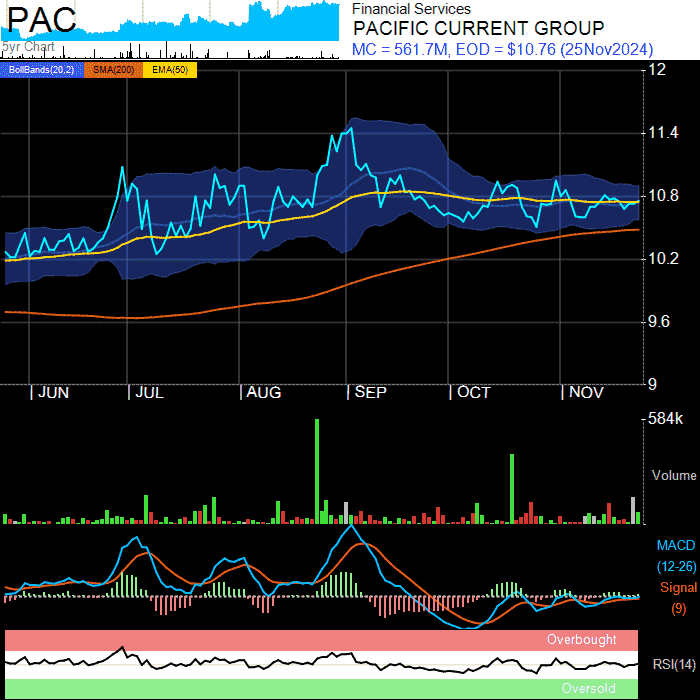 PAC
5yr Chart
Financial Services
PACIFIC CURRENT GROUP
MC = 561.7M, EOD = $10.76 (25Nov2024)
BollBands(20,2) SMA(200) EMA(50)
12
11.4
10.8
10.2
9.6
9
JUN JUL AUG SEP OCT NOV
584k
Volume
MACD
(12-26)
Signal
(9)
Overbought
RSI(14)
Oversold